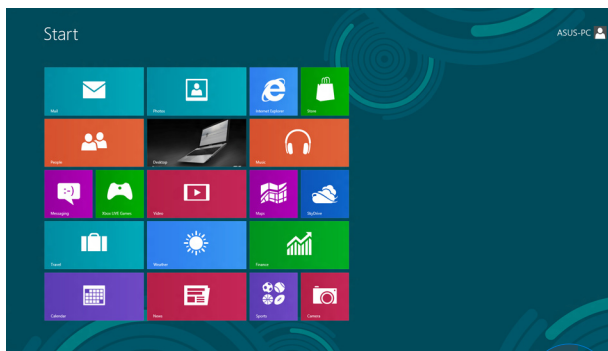 Start
ASUS-PC
Mail
Photos
Internet Explorer
Store
People
Desktop
Music
Messaging
Xbox LIVE Games
Video
Maps
SkyDrive
Travel
Weather
Finance
Calendar
News
Sports
Camera